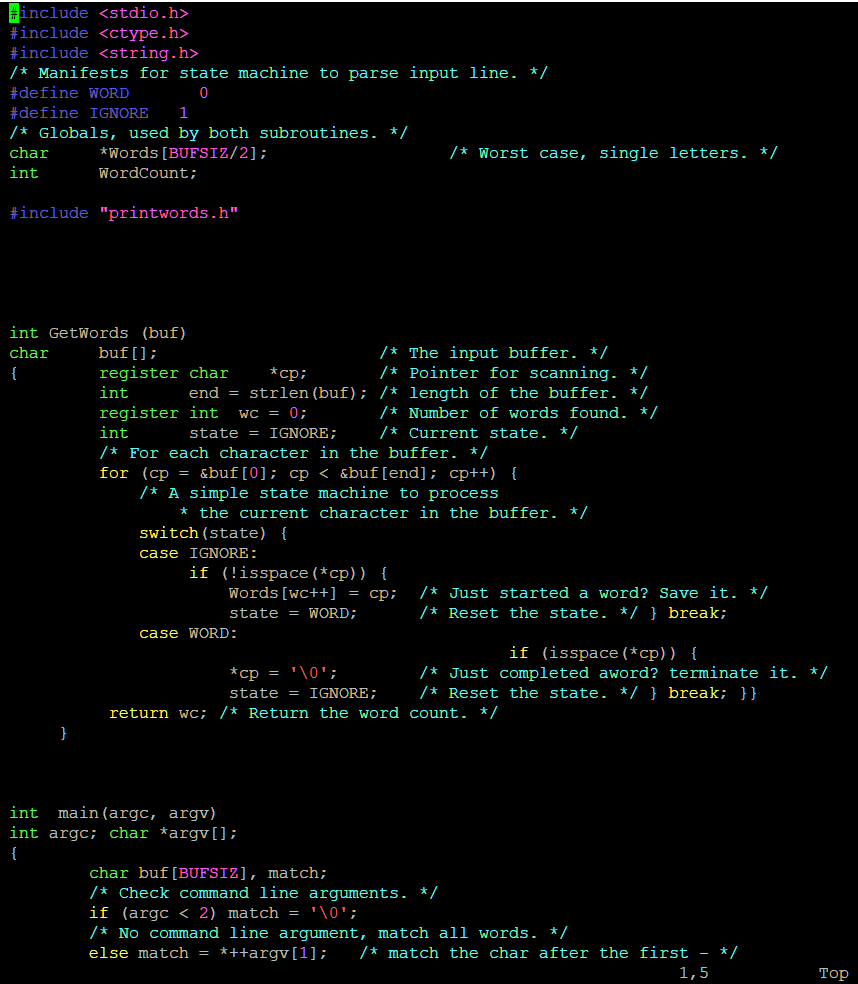 #include <stdio.h>
#include <ctype.h>
#include <string.h>
/* Manifests for state machine to parse input line. */
#define WORD       0
#define IGNORE   1
/* Globals, used by both subroutines. */
char     *Words[BUFSIZ/2];                  /* Worst case, single letters. */
int      WordCount;

#include "printwords.h"

int GetWords (buf)
char     buf[];                      /* The input buffer. */
{        register char    *cp;       /* Pointer for scanning. */
         int      end = strlen(buf); /* length of the buffer. */
         register int  wc = 0;       /* Number of words found. */
         int      state = IGNORE;    /* Current state. */
         /* For each character in the buffer. */
         for (cp = &buf[0]; cp < &buf[end]; cp++) {
             /* A simple state machine to process
                 * the current character in the buffer. */
             switch(state) {
             case IGNORE:
                  if (!isspace(*cp)) {
                      Words[wc++] = cp;  /* Just started a word? Save it. */
                      state = WORD;      /* Reset the state. */ } break;
             case WORD:
                                                  if (isspace(*cp)) {
                      *cp = '\0';        /* Just completed aword? terminate it. */
                      state = IGNORE;    /* Reset the state. */ } break; }}
          return wc; /* Return the word count. */
     }

int  main(argc, argv)
int argc; char *argv[];
{
        char buf[BUFSIZ], match;
        /* Check command line arguments. */
        if (argc < 2) match = '\0';
        /* No command line argument, match all words. */
        else match = *++argv[1];   /* match the char after the first - */
1,5           Top